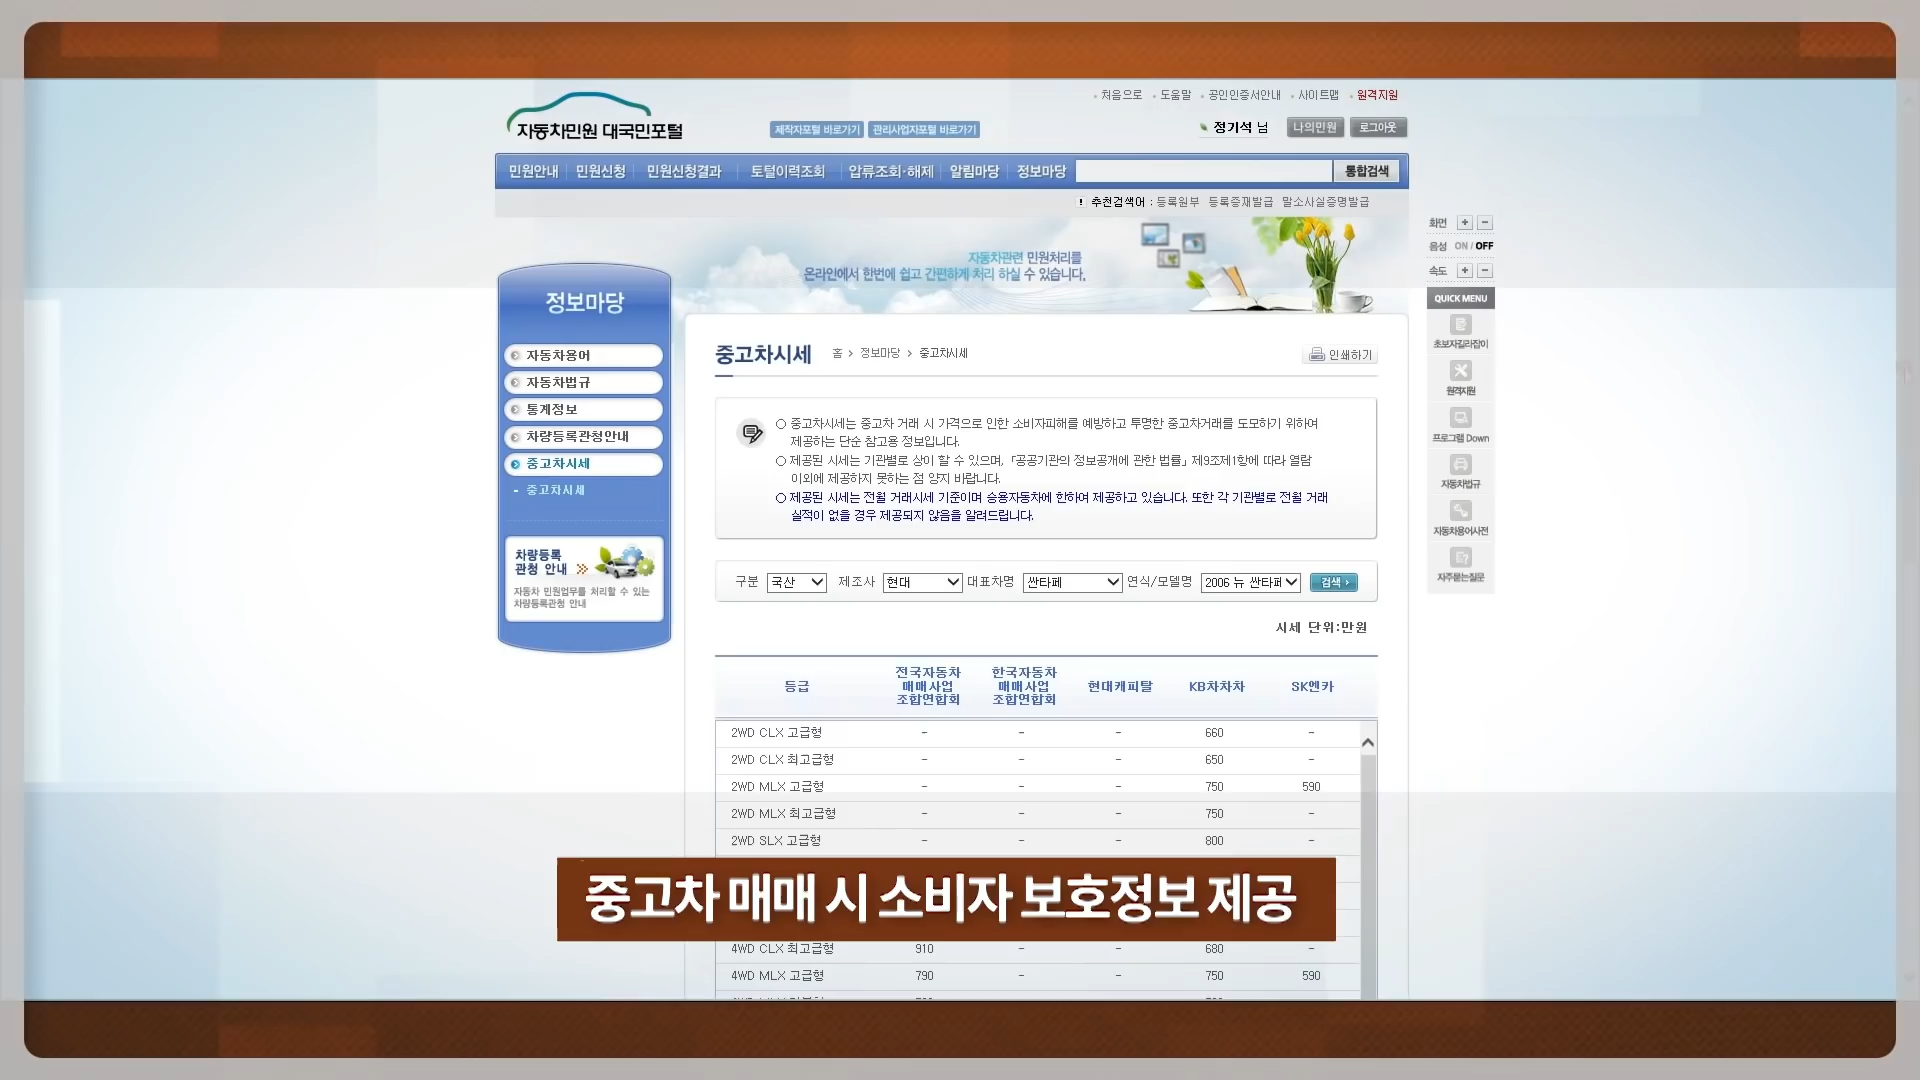 처음으로 도움말 공인인증서안내 사이트맵 원격지원
자동차민원 대국민포털
제작자포털 바로가기 관리사업자포털 바로가기
정기석 님 나의민원 로그아웃
민원안내 민원신청 민원신청결과 토털이력조회 압류조회·해제 알림마당 정보마당 통합검색
! 추천검색어 : 등록원부 등록증재발급 말소사실증명발급
자동차관련 민원처리를
온라인에서 한번에 쉽고 간편하게 처리 하실 수 있습니다.
화면 + -
음성 ON / OFF
속도 + -
QUICK MENU
초보자길라잡이
원격지원
프로그램 Down
자동차법규
자동차용어사전
자주묻는질문
정보마당
자동차용어
자동차법규
통계정보
차량등록관청안내
중고차시세
- 중고차시세
차량등록
관청 안내
자동차 민원업무를 처리할 수 있는
차량등록관청 안내
중고차시세 홈 > 정보마당 > 중고차시세 인쇄하기
○ 중고차시세는 중고차 거래 시 가격으로 인한 소비자피해를 예방하고 투명한 중고차거래를 도모하기 위하여
제공하는 단순 참고용 정보입니다.
○ 제공된 시세는 기관별로 상이 할 수 있으며, 「공공기관의 정보공개에 관한 법률」 제9조제1항에 따라 열람
이외에 제공하지 못하는 점 양지 바랍니다.
○ 제공된 시세는 전월 거래시세 기준이며 승용자동차에 한하여 제공하고 있습니다. 또한 각 기관별로 전월 거래
실적이 없을 경우 제공되지 않음을 알려드립니다.
구분 국산 제조사 현대 대표차명 싼타페 연식/모델명 2006 뉴 싼타페 검색
시세 단위:만원
등급 전국자동차 매매사업 조합연합회 한국자동차 매매사업 조합연합회 현대캐피탈 KB차차차 SK엔카
2WD CLX 고급형 - - - 660 -
2WD CLX 최고급형 - - - 650 -
2WD MLX 고급형 - - - 750 590
2WD MLX 최고급형 - - - 750 -
2WD SLX 고급형 - - - 800 -
중고차 매매 시 소비자 보호정보 제공
4WD CLX 최고급형 910 - - 680 -
4WD MLX 고급형 790 - - 750 590